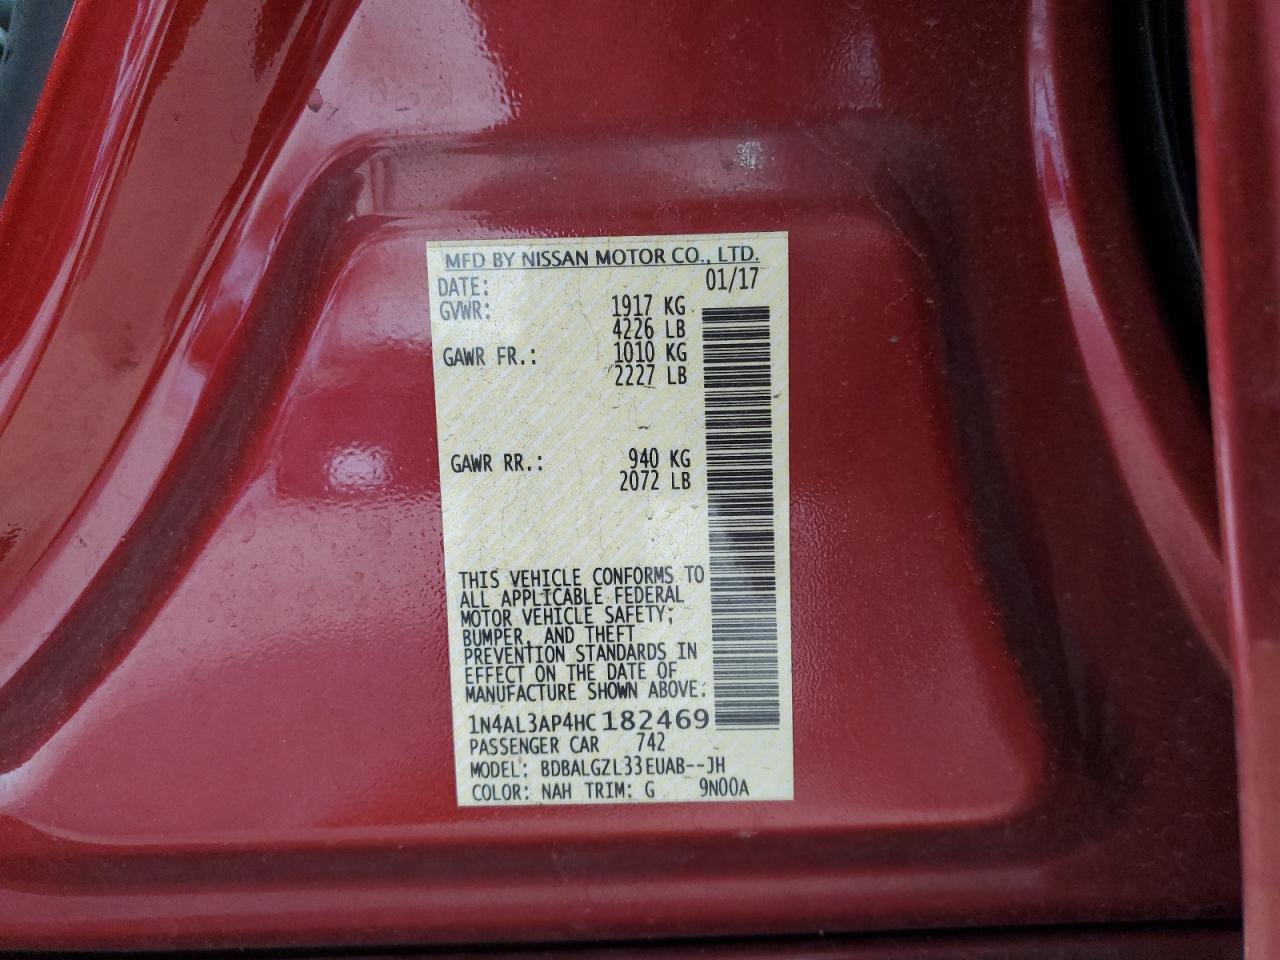 MFD BY NISSAN MOTOR CO., LTD.
DATE: 01/17
GVWR: 1917 KG
4226 LB
GAWR FR.: 1010 KG
2227 LB
GAWR RR.: 940 KG
2072 LB
THIS VEHICLE CONFORMS TO
ALL APPLICABLE FEDERAL
MOTOR VEHICLE SAFETY,
BUMPER, AND THEFT
PREVENTION STANDARDS IN
EFFECT ON THE DATE OF
MANUFACTURE SHOWN ABOVE.
1N4AL3AP4HC182469
PASSENGER CAR 742
MODEL: BDBALGZL33EUAB--JH
COLOR: NAH TRIM: G 9N00A